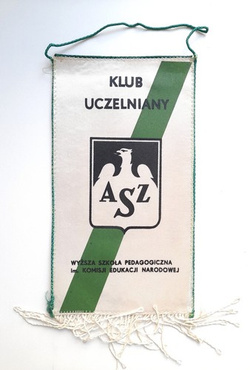 KLUB
UCZELNIANY
AZS
WYŻSZA SZKOŁA PEDAGOGICZNA
im. KOMISJI EDUKACJI NARODOWEJ